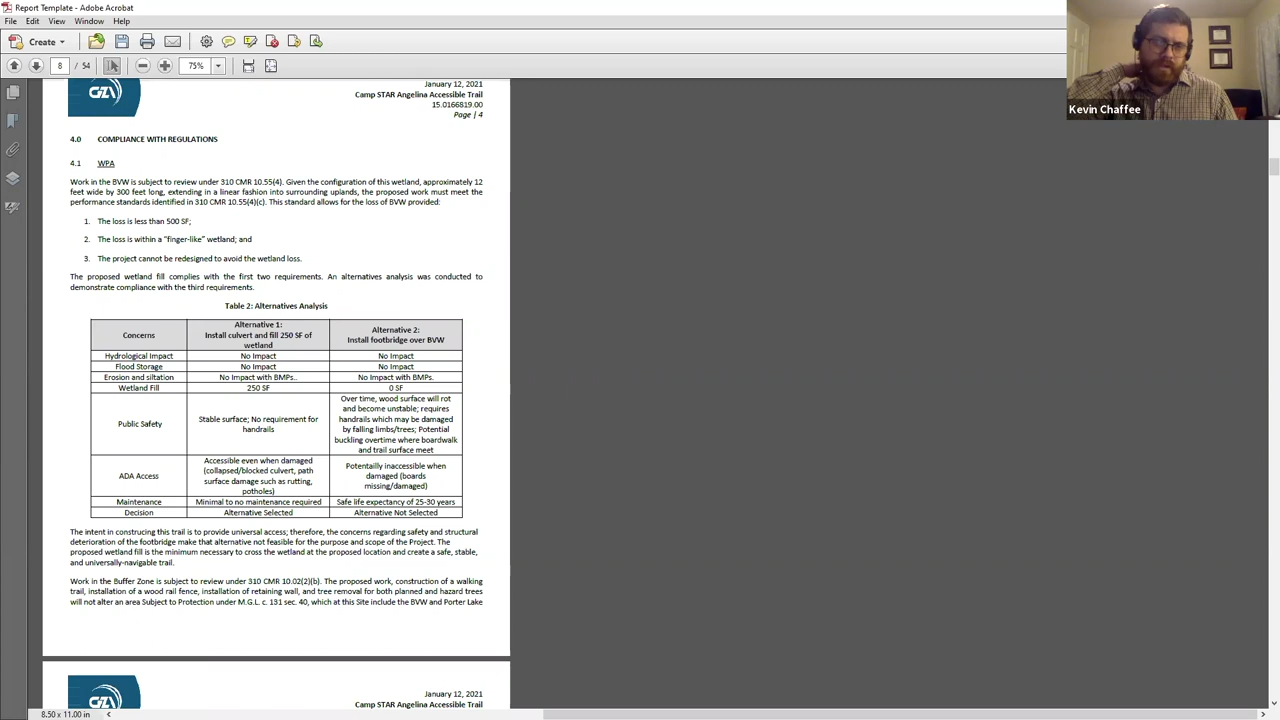 Report Template - Adobe Acrobat
File Edit View Window Help
Create
8 / 54 75%
Kevin Chaffee
GZA
January 12, 2021
Camp STAR Angelina Accessible Trail
15.0166819.00
Page | 4
4.0 COMPLIANCE WITH REGULATIONS
4.1 WPA
Work in the BVW is subject to review under 310 CMR 10.55(4). Given the configuration of this wetland, approximately 12
feet wide by 300 feet long, extending in a linear fashion into surrounding uplands, the proposed work must meet the
performance standards identified in 310 CMR 10.55(4)(c). This standard allows for the loss of BVW provided:
1. The loss is less than 500 SF;
2. The loss is within a "finger-like" wetland; and
3. The project cannot be redesigned to avoid the wetland loss.
The proposed wetland fill complies with the first two requirements. An alternatives analysis was conducted to
demonstrate compliance with the third requirements.
Table 2: Alternatives Analysis
Concerns
Alternative 1:
Install culvert and fill 250 SF of
wetland
Alternative 2:
Install footbridge over BVW
Hydrological Impact No Impact No Impact
Flood Storage No Impact No Impact
Erosion and siltation No Impact with BMPs.. No Impact with BMPs.
Wetland Fill 250 SF 0 SF
Public Safety
Stable surface; No requirement for
handrails
Over time, wood surface will rot
and become unstable; requires
handrails which may be damaged
by falling limbs/trees; Potential
buckling overtime where boardwalk
and trail surface meet
ADA Access
Accessible even when damaged
(collapsed/blocked culvert, path
surface damage such as rutting,
potholes)
Potentailly inaccessible when
damaged (boards
missing/damaged)
Maintenance Minimal to no maintenance required Safe life expectancy of 25-30 years
Decision Alternative Selected Alternative Not Selected
The intent in construcing this trail is to provide universal access; therefore, the concerns regarding safety and structural
deterioration of the footbridge make that alternative not feasible for the purpose and scope of the Project. The
proposed wetland fill is the minimum necessary to cross the wetland at the proposed location and create a safe, stable,
and universally-navigable trail.
Work in the Buffer Zone is subject to review under 310 CMR 10.02(2)(b). The proposed work, construction of a walking
trail, installation of a wood rail fence, installation of retaining wall, and tree removal for both planned and hazard trees
will not alter an area Subject to Protection under M.G.L. c. 131 sec. 40, which at this Site include the BVW and Porter Lake
GZA
January 12, 2021
Camp STAR Angelina Accessible Trail
8.50 x 11.00 in